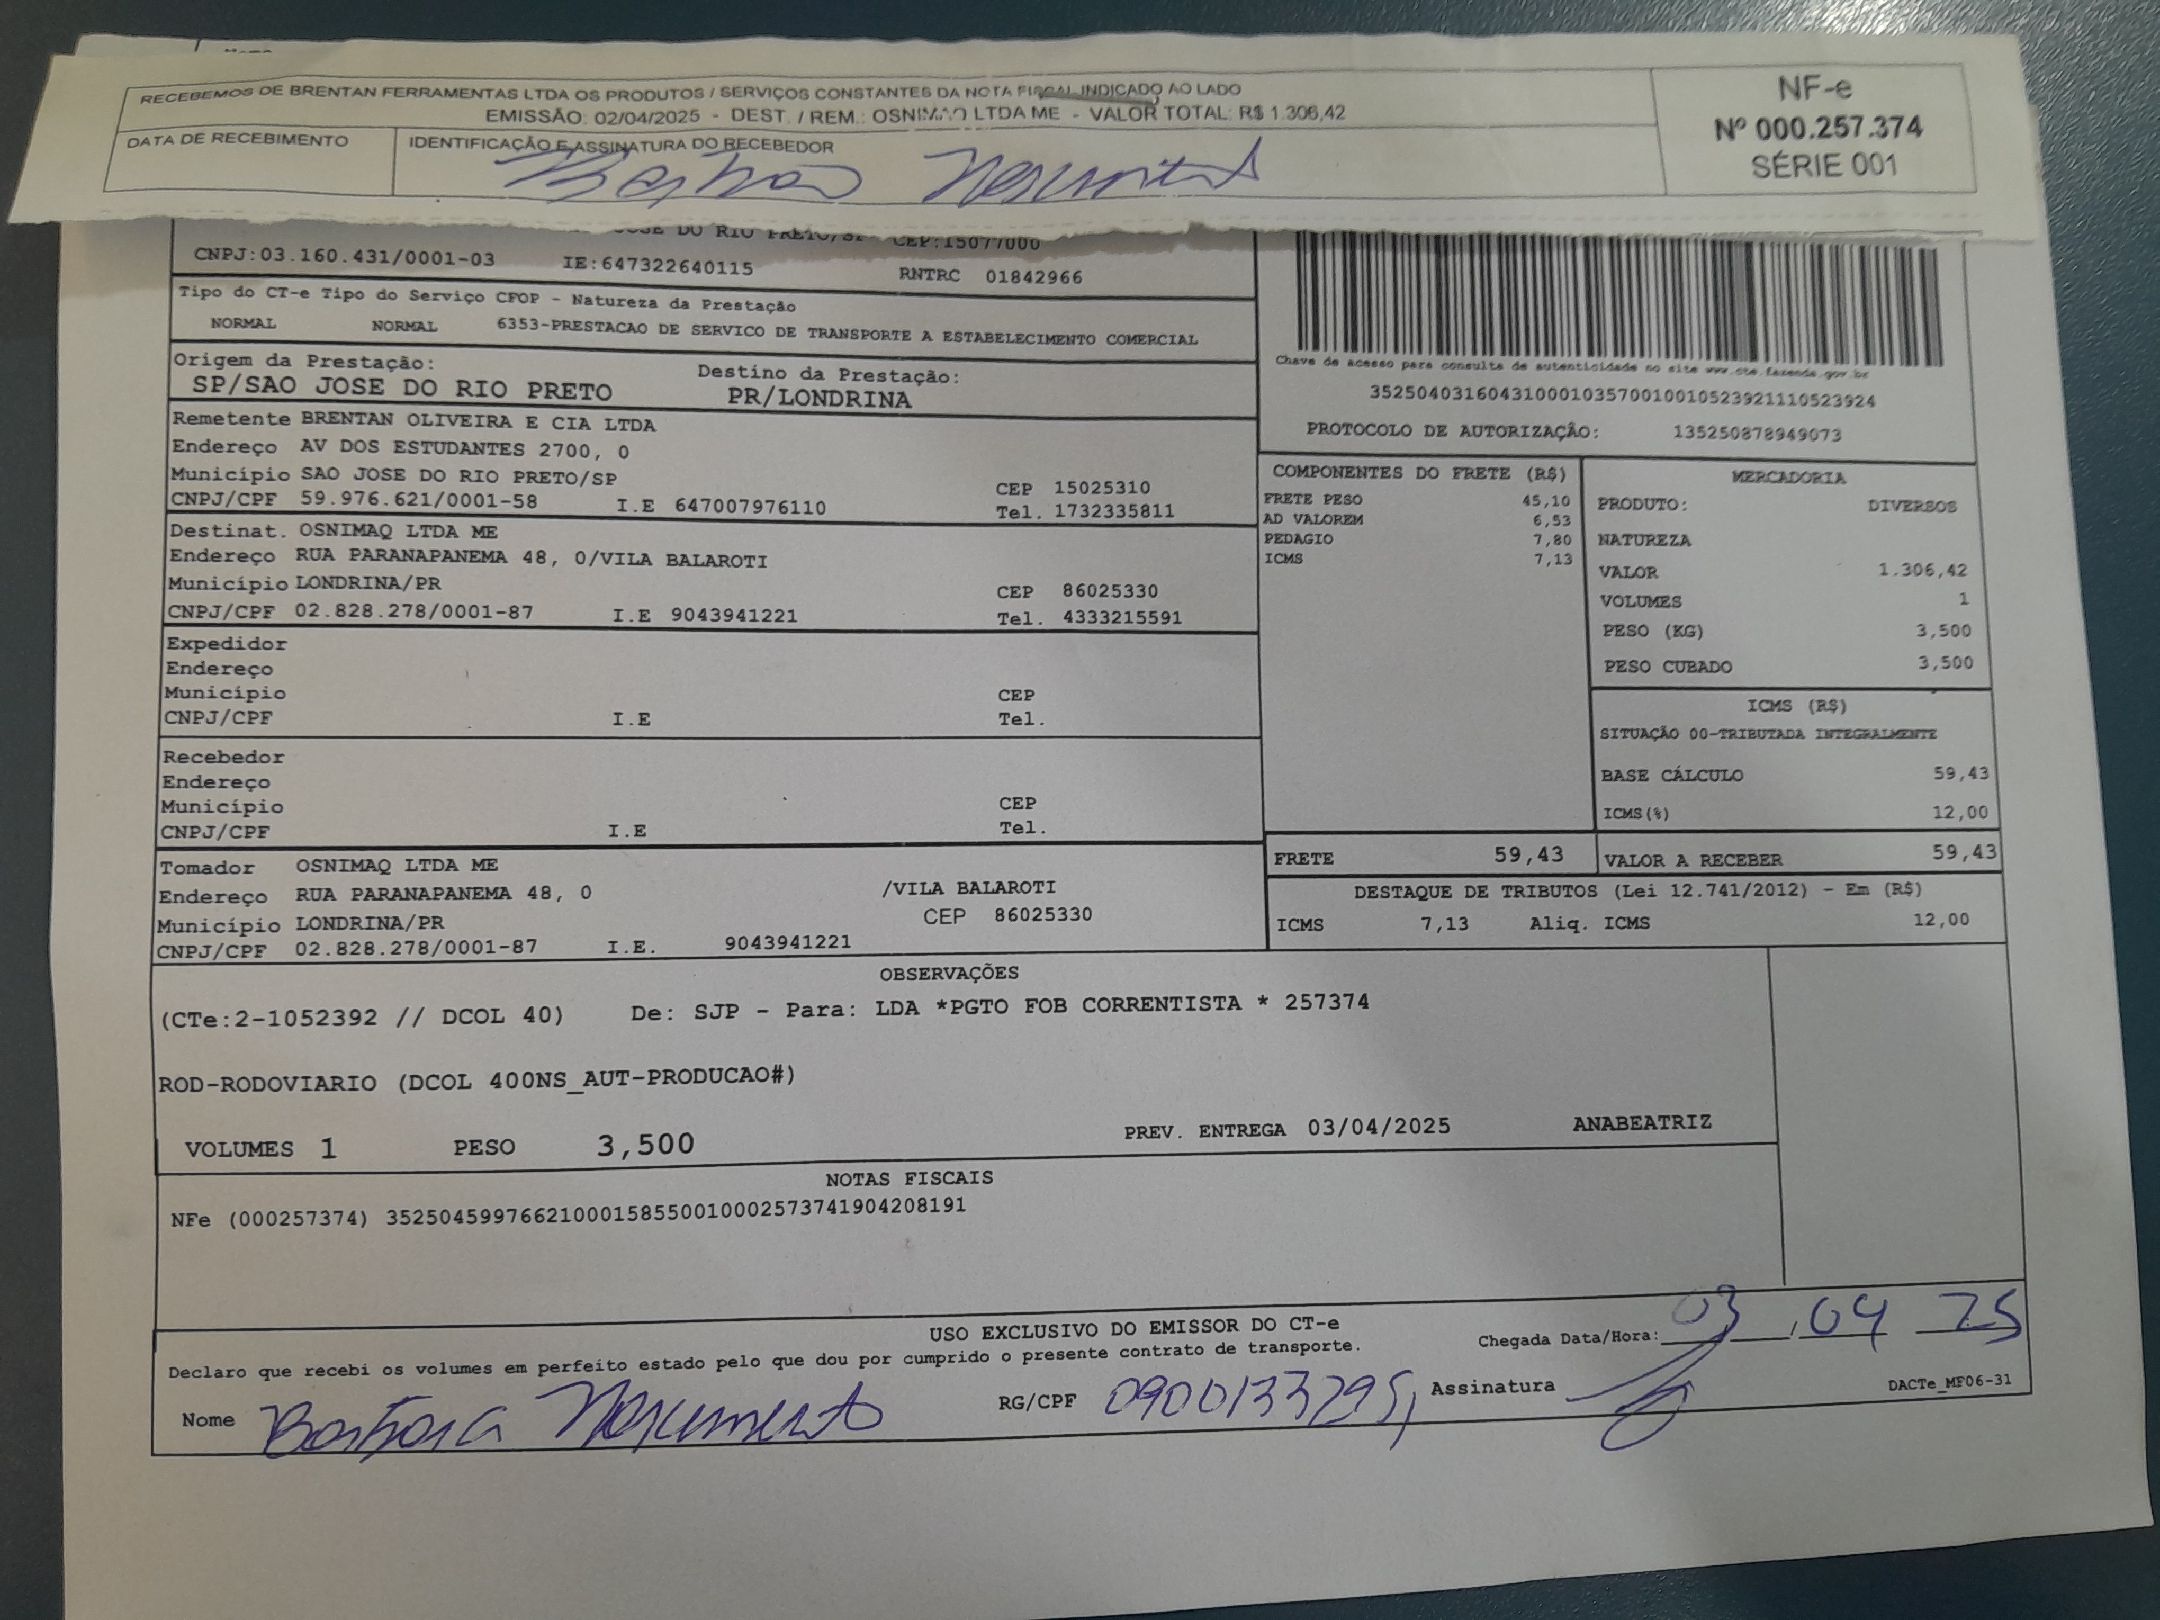 RECEBEMOS DE BRENTAN FERRAMENTAS LTDA OS PRODUTOS / SERVIÇOS CONSTANTES DA NOTA FISCAL INDICADO AO LADO
EMISSÃO: 02/04/2025 - DEST. / REM.: OSNIMAQ LTDA ME - VALOR TOTAL: R$ 1.306,42
DATA DE RECEBIMENTO
IDENTIFICAÇÃO E ASSINATURA DO RECEBEDOR
NF-e
Nº 000.257.374
SÉRIE 001
JOSE DO RIO PRETO/SP CEP:15077000
CNPJ:03.160.431/0001-03 IE:647322640115 RNTRC 01842966
Tipo do CT-e Tipo do Serviço CFOP - Natureza da Prestação
NORMAL NORMAL 6353-PRESTACAO DE SERVICO DE TRANSPORTE A ESTABELECIMENTO COMERCIAL
Origem da Prestação: Destino da Prestação:
SP/SAO JOSE DO RIO PRETO PR/LONDRINA
Chave de acesso para consulta de autenticidade no site www.cte.fazenda.gov.br
35250403160431000103570010010523921110523924
PROTOCOLO DE AUTORIZAÇÃO: 135250878949073
Remetente BRENTAN OLIVEIRA E CIA LTDA
Endereço AV DOS ESTUDANTES 2700, 0
Município SAO JOSE DO RIO PRETO/SP CEP 15025310
CNPJ/CPF 59.976.621/0001-58 I.E 647007976110 Tel. 1732335811
Destinat. OSNIMAQ LTDA ME
Endereço RUA PARANAPANEMA 48, 0/VILA BALAROTI
Município LONDRINA/PR CEP 86025330
CNPJ/CPF 02.828.278/0001-87 I.E 9043941221 Tel. 4333215591
Expedidor
Endereço
Município CEP
CNPJ/CPF I.E Tel.
Recebedor
Endereço
Município CEP
CNPJ/CPF I.E Tel.
Tomador OSNIMAQ LTDA ME
Endereço RUA PARANAPANEMA 48, 0 /VILA BALAROTI
Município LONDRINA/PR CEP 86025330
CNPJ/CPF 02.828.278/0001-87 I.E. 9043941221
COMPONENTES DO FRETE (R$)
FRETE PESO 45,10
AD VALOREM 6,53
PEDAGIO 7,80
ICMS 7,13
MERCADORIA
PRODUTO: DIVERSOS
NATUREZA
VALOR 1.306,42
VOLUMES 1
PESO (KG) 3,500
PESO CUBADO 3,500
ICMS (R$)
SITUAÇÃO 00-TRIBUTADA INTEGRALMENTE
BASE CÁLCULO 59,43
ICMS(%) 12,00
FRETE 59,43 VALOR A RECEBER 59,43
DESTAQUE DE TRIBUTOS (Lei 12.741/2012) - Em (R$)
ICMS 7,13 Aliq. ICMS 12,00
OBSERVAÇÕES
(CTe:2-1052392 // DCOL 40) De: SJP - Para: LDA *PGTO FOB CORRENTISTA * 257374
ROD-RODOVIARIO (DCOL 400NS_AUT-PRODUCAO#)
VOLUMES 1 PESO 3,500 PREV. ENTREGA 03/04/2025 ANABEATRIZ
NOTAS FISCAIS
NFe (000257374) 35250459976621000158550010002573741904208191
USO EXCLUSIVO DO EMISSOR DO CT-e
Chegada Data/Hora: 03 04 25
Declaro que recebi os volumes em perfeito estado pelo que dou por cumprido o presente contrato de transporte.
Nome RG/CPF Assinatura
DACTe_MF06-31